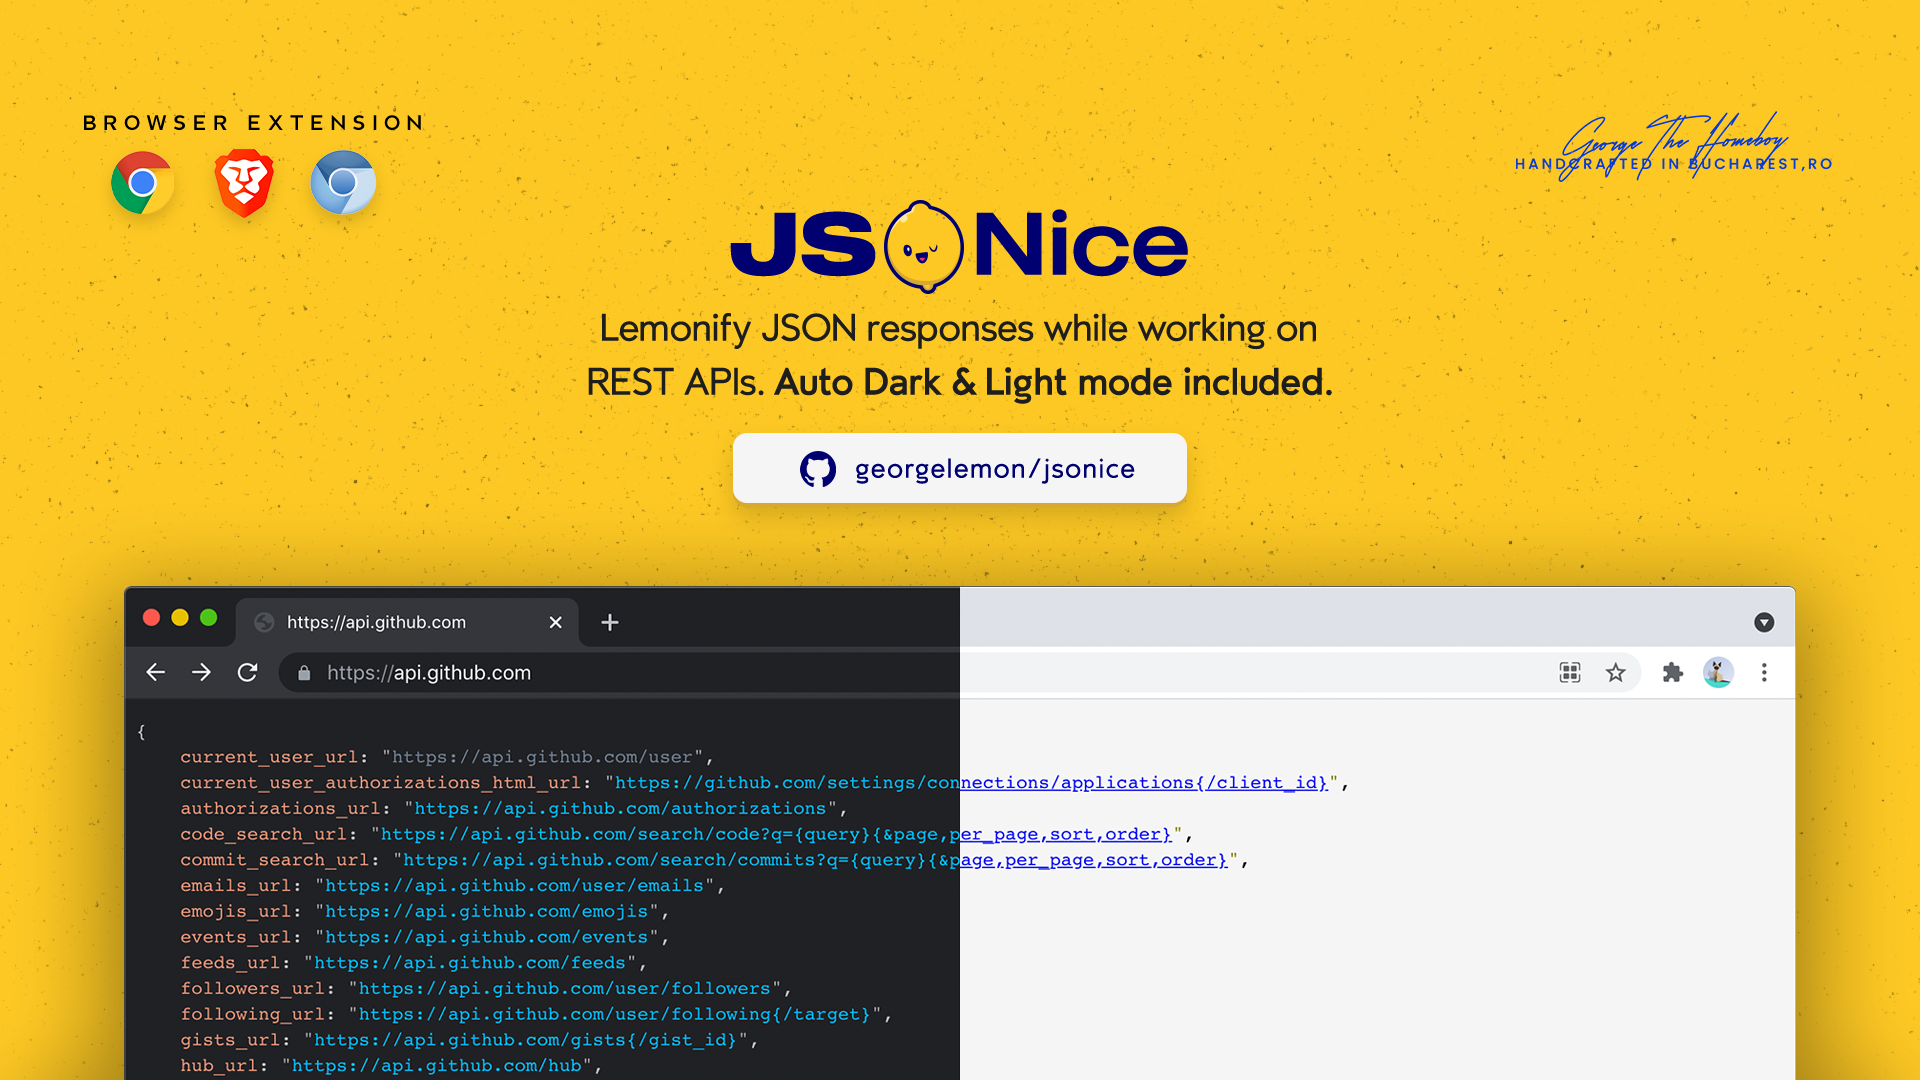 BROWSER EXTENSION
George The Homeboy
HANDCRAFTED IN BUCHAREST,RO
JSONice
Lemonify JSON responses while working on
REST APIs. Auto Dark & Light mode included.
georgelemon/jsonice
https://api.github.com
https://api.github.com
{
current_user_url: "https://api.github.com/user",
current_user_authorizations_html_url: "https://github.com/settings/connections/applications{/client_id}",
authorizations_url: "https://api.github.com/authorizations",
code_search_url: "https://api.github.com/search/code?q={query}{&page,per_page,sort,order}",
commit_search_url: "https://api.github.com/search/commits?q={query}{&page,per_page,sort,order}",
emails_url: "https://api.github.com/user/emails",
emojis_url: "https://api.github.com/emojis",
events_url: "https://api.github.com/events",
feeds_url: "https://api.github.com/feeds",
followers_url: "https://api.github.com/user/followers",
following_url: "https://api.github.com/user/following{/target}",
gists_url: "https://api.github.com/gists{/gist_id}",
hub_url: "https://api.github.com/hub",